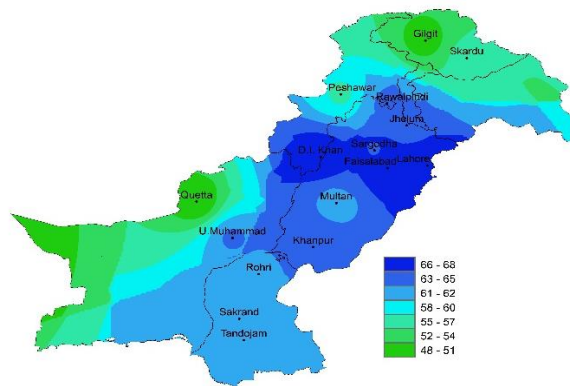 Gilgit
Skardu
Peshawar
Rawalpindi
Jhelum
Sargodha
D.I. Khan
Faisalabad
Lahore
Quetta
Multan
U Muhammad
Khanpur
Rohri
Sakrand
Tandojam
66 - 68
63 - 65
61 - 62
58 - 60
55 - 57
52 - 54
48 - 51